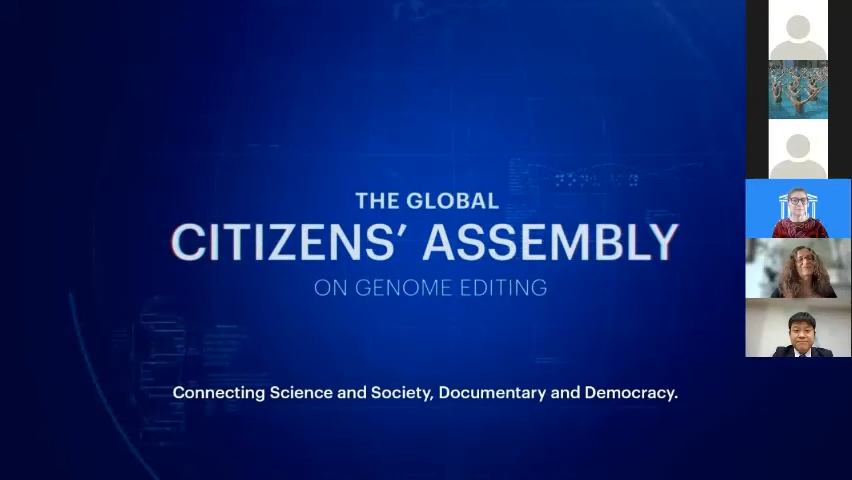 THE GLOBAL
CITIZENS’ ASSEMBLY
ON GENOME EDITING
Connecting Science and Society, Documentary and Democracy.